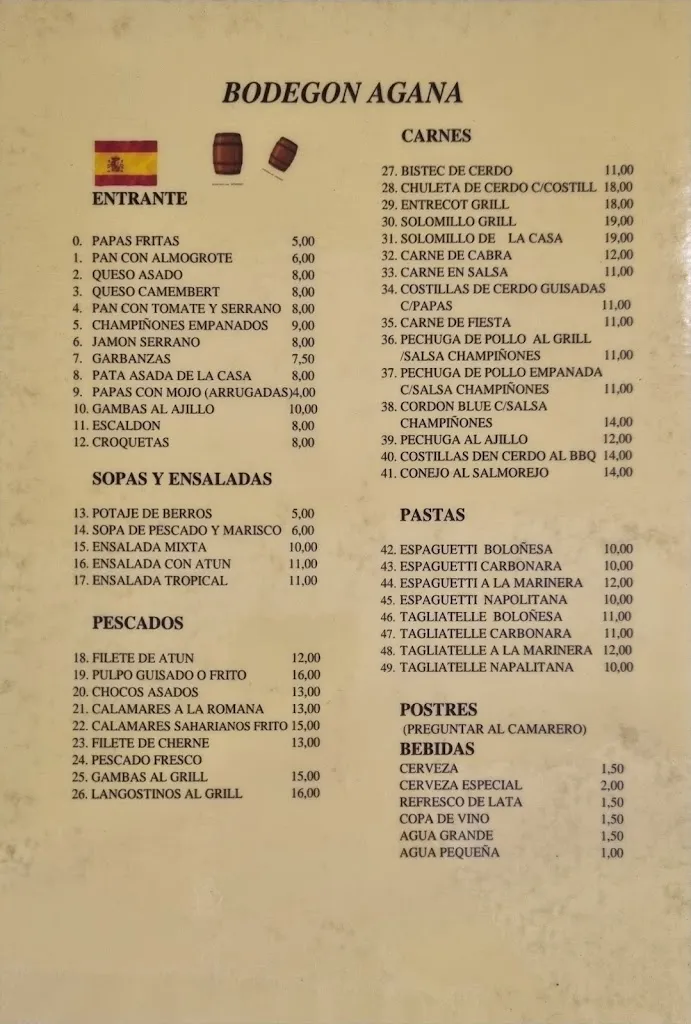 BODEGON AGANA
ENTRANTE
0. PAPAS FRITAS 5,00
1. PAN CON ALMOGROTE 6,00
2. QUESO ASADO 8,00
3. QUESO CAMEMBERT 8,00
4. PAN CON TOMATE Y SERRANO 8,00
5. CHAMPIÑONES EMPANADOS 9,00
6. JAMON SERRANO 8,00
7. GARBANZAS 7,50
8. PATA ASADA DE LA CASA 8,00
9. PAPAS CON MOJO (ARRUGADAS)4,00
10. GAMBAS AL AJILLO 10,00
11. ESCALDON 8,00
12. CROQUETAS 8,00
SOPAS Y ENSALADAS
13. POTAJE DE BERROS 5,00
14. SOPA DE PESCADO Y MARISCO 6,00
15. ENSALADA MIXTA 10,00
16. ENSALADA CON ATUN 11,00
17. ENSALADA TROPICAL 11,00
PESCADOS
18. FILETE DE ATUN 12,00
19. PULPO GUISADO O FRITO 16,00
20. CHOCOS ASADOS 13,00
21. CALAMARES A LA ROMANA 13,00
22. CALAMARES SAHARIANOS FRITO 15,00
23. FILETE DE CHERNE 13,00
24. PESCADO FRESCO
25. GAMBAS AL GRILL 15,00
26. LANGOSTINOS AL GRILL 16,00
CARNES
27. BISTEC DE CERDO 11,00
28. CHULETA DE CERDO C/COSTILL 18,00
29. ENTRECOT GRILL 18,00
30. SOLOMILLO GRILL 19,00
31. SOLOMILLO DE LA CASA 19,00
32. CARNE DE CABRA 12,00
33. CARNE EN SALSA 11,00
34. COSTILLAS DE CERDO GUISADAS
C/PAPAS 11,00
35. CARNE DE FIESTA 11,00
36. PECHUGA DE POLLO AL GRILL
/SALSA CHAMPIÑONES 11,00
37. PECHUGA DE POLLO EMPANADA
C/SALSA CHAMPIÑONES 11,00
38. CORDON BLUE C/SALSA
CHAMPIÑONES 14,00
39. PECHUGA AL AJILLO 12,00
40. COSTILLAS DEN CERDO AL BBQ 14,00
41. CONEJO AL SALMOREJO 14,00
PASTAS
42. ESPAGUETTI BOLOÑESA 10,00
43. ESPAGUETTI CARBONARA 10,00
44. ESPAGUETTI A LA MARINERA 12,00
45. ESPAGUETTI NAPOLITANA 10,00
46. TAGLIATELLE BOLOÑESA 11,00
47. TAGLIATELLE CARBONARA 11,00
48. TAGLIATELLE A LA MARINERA 12,00
49. TAGLIATELLE NAPALITANA 10,00
POSTRES
(PREGUNTAR AL CAMARERO)
BEBIDAS
CERVEZA 1,50
CERVEZA ESPECIAL 2,00
REFRESCO DE LATA 1,50
COPA DE VINO 1,50
AGUA GRANDE 1,50
AGUA PEQUEÑA 1,00